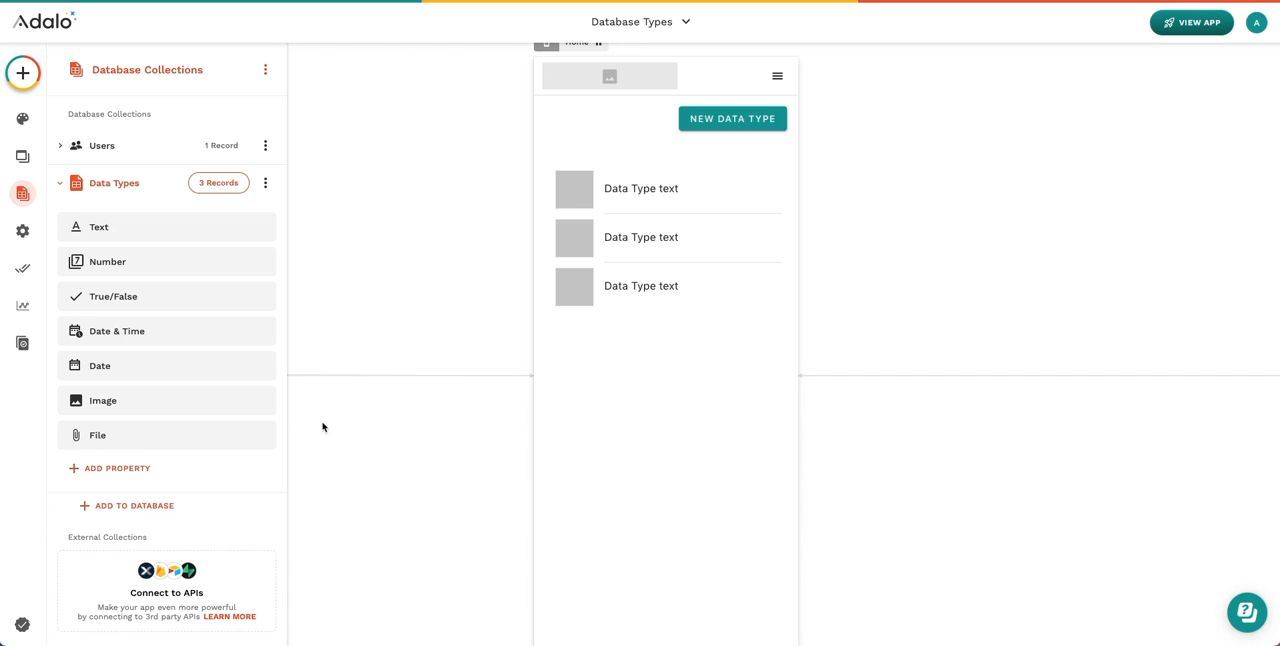 Adalo
Database Types
VIEW APP
A
Database Collections
Database Collections
Users
1 Record
Data Types
3 Records
Text
7 Number
True/False
Date & Time
Date
Image
File
+ ADD PROPERTY
+ ADD TO DATABASE
External Collections
Connect to APIs
Make your app even more powerful
by connecting to 3rd party APIs LEARN MORE
Home
NEW DATA TYPE
Data Type text
Data Type text
Data Type text